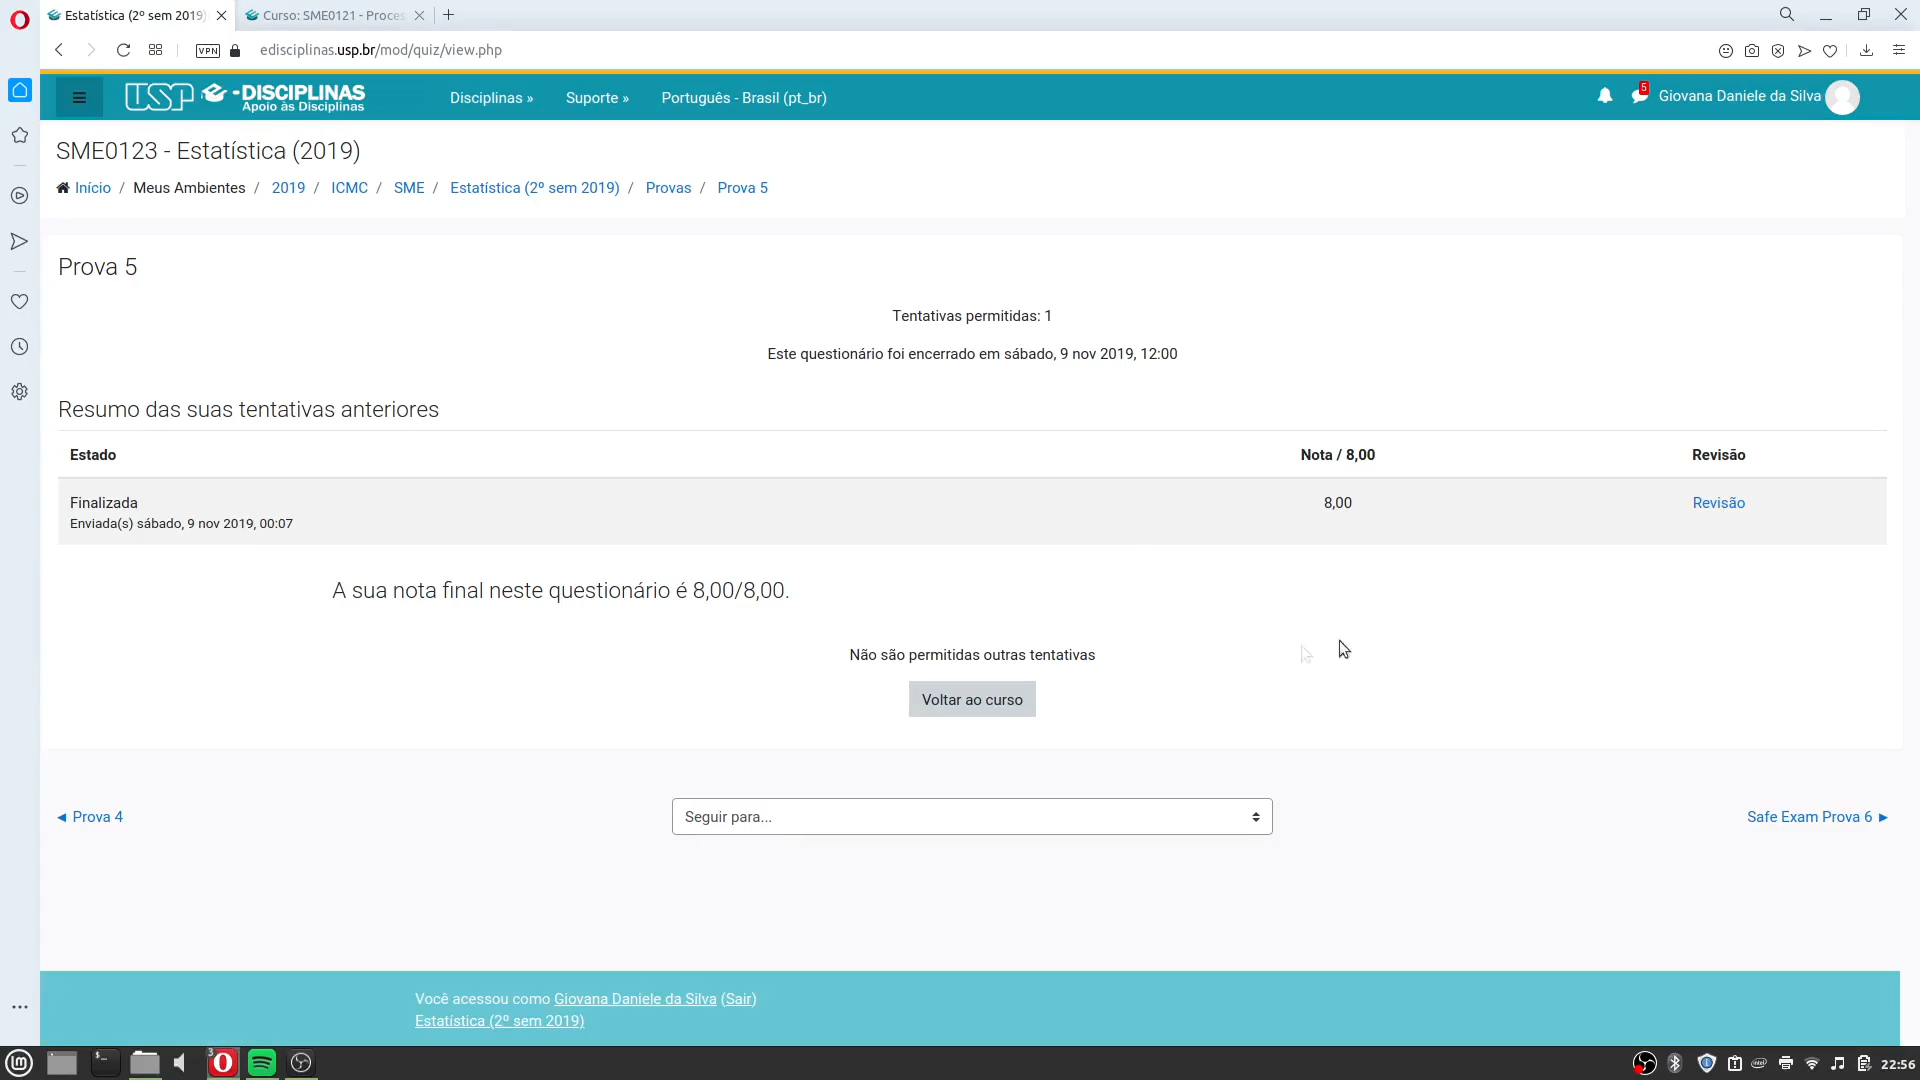 Estatística (2º sem 2019)
Curso: SME0121 - Proces
VPN
edisciplinas.usp.br/mod/quiz/view.php
USP e-DISCIPLINAS
Apoio às Disciplinas
Disciplinas »
Suporte »
Português - Brasil (pt_br)
5
Giovana Daniele da Silva
SME0123 - Estatística (2019)
Início / Meus Ambientes / 2019 / ICMC / SME / Estatística (2º sem 2019) / Provas / Prova 5
Prova 5
Tentativas permitidas: 1
Este questionário foi encerrado em sábado, 9 nov 2019, 12:00
Resumo das suas tentativas anteriores
Estado Nota / 8,00 Revisão
Finalizada 8,00 Revisão
Enviada(s) sábado, 9 nov 2019, 00:07
A sua nota final neste questionário é 8,00/8,00.
Não são permitidas outras tentativas
Voltar ao curso
◄ Prova 4
Seguir para...
Safe Exam Prova 6 ►
Você acessou como Giovana Daniele da Silva (Sair)
Estatística (2º sem 2019)
3
22:56